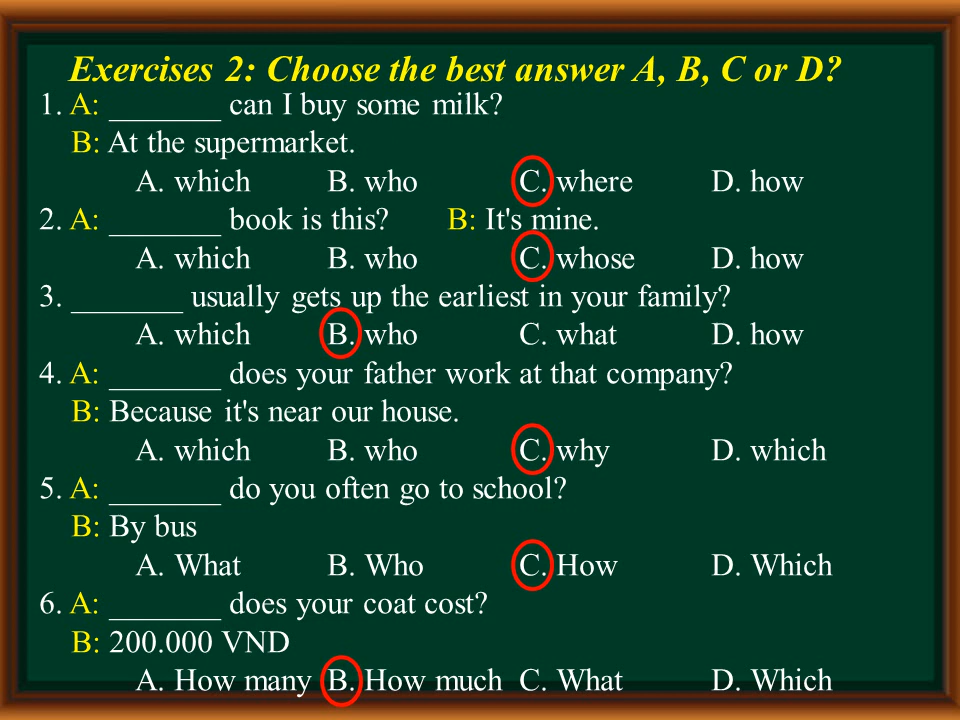 Exercises 2: Choose the best answer A, B, C or D?
1. A: _______ can I buy some milk?
B: At the supermarket.
A. which B. who C. where D. how
2. A: _______ book is this? B: It's mine.
A. which B. who C. whose D. how
3. _______ usually gets up the earliest in your family?
A. which B. who C. what D. how
4. A: _______ does your father work at that company?
B: Because it's near our house.
A. which B. who C. why D. which
5. A: _______ do you often go to school?
B: By bus
A. What B. Who C. How D. Which
6. A: _______ does your coat cost?
B: 200.000 VND
A. How many B. How much C. What D. Which